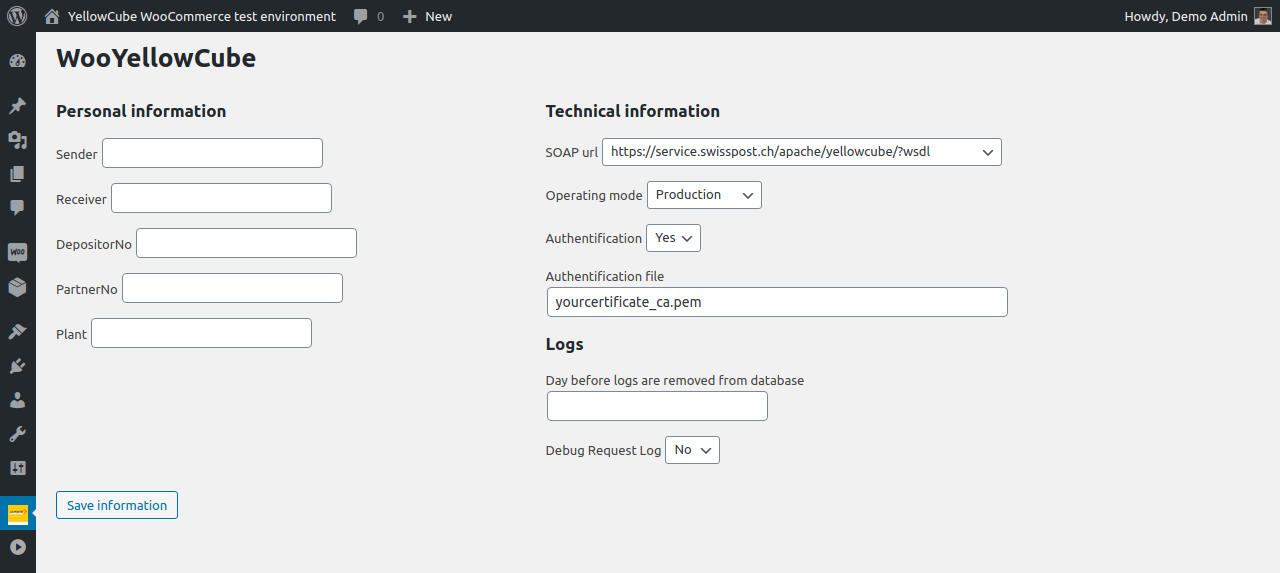 YellowCube WooCommerce test environment 0 New Howdy, Demo Admin
WooYellowCube
Personal information
Sender
Receiver
DepositorNo
PartnerNo
Plant
Technical information
SOAP url https://service.swisspost.ch/apache/yellowcube/?wsdl
Operating mode Production
Authentification Yes
Authentification file
yourcertificate_ca.pem
Logs
Day before logs are removed from database
Debug Request Log No
Save information
woo